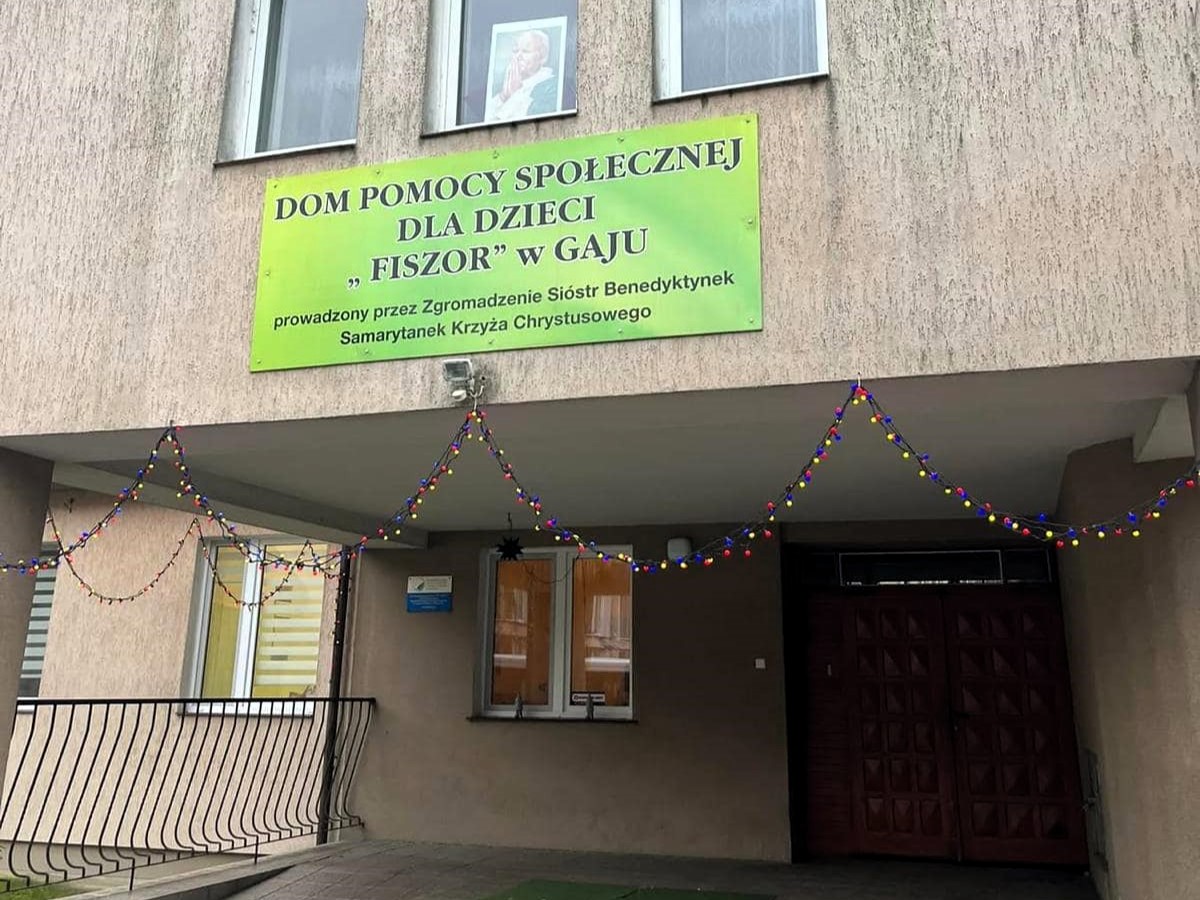 DOM POMOCY SPOŁECZNEJ
DLA DZIECI
„ FISZOR” w GAJU
prowadzony przez Zgromadzenie Sióstr Benedyktynek
Samarytanek Krzyża Chrystusowego